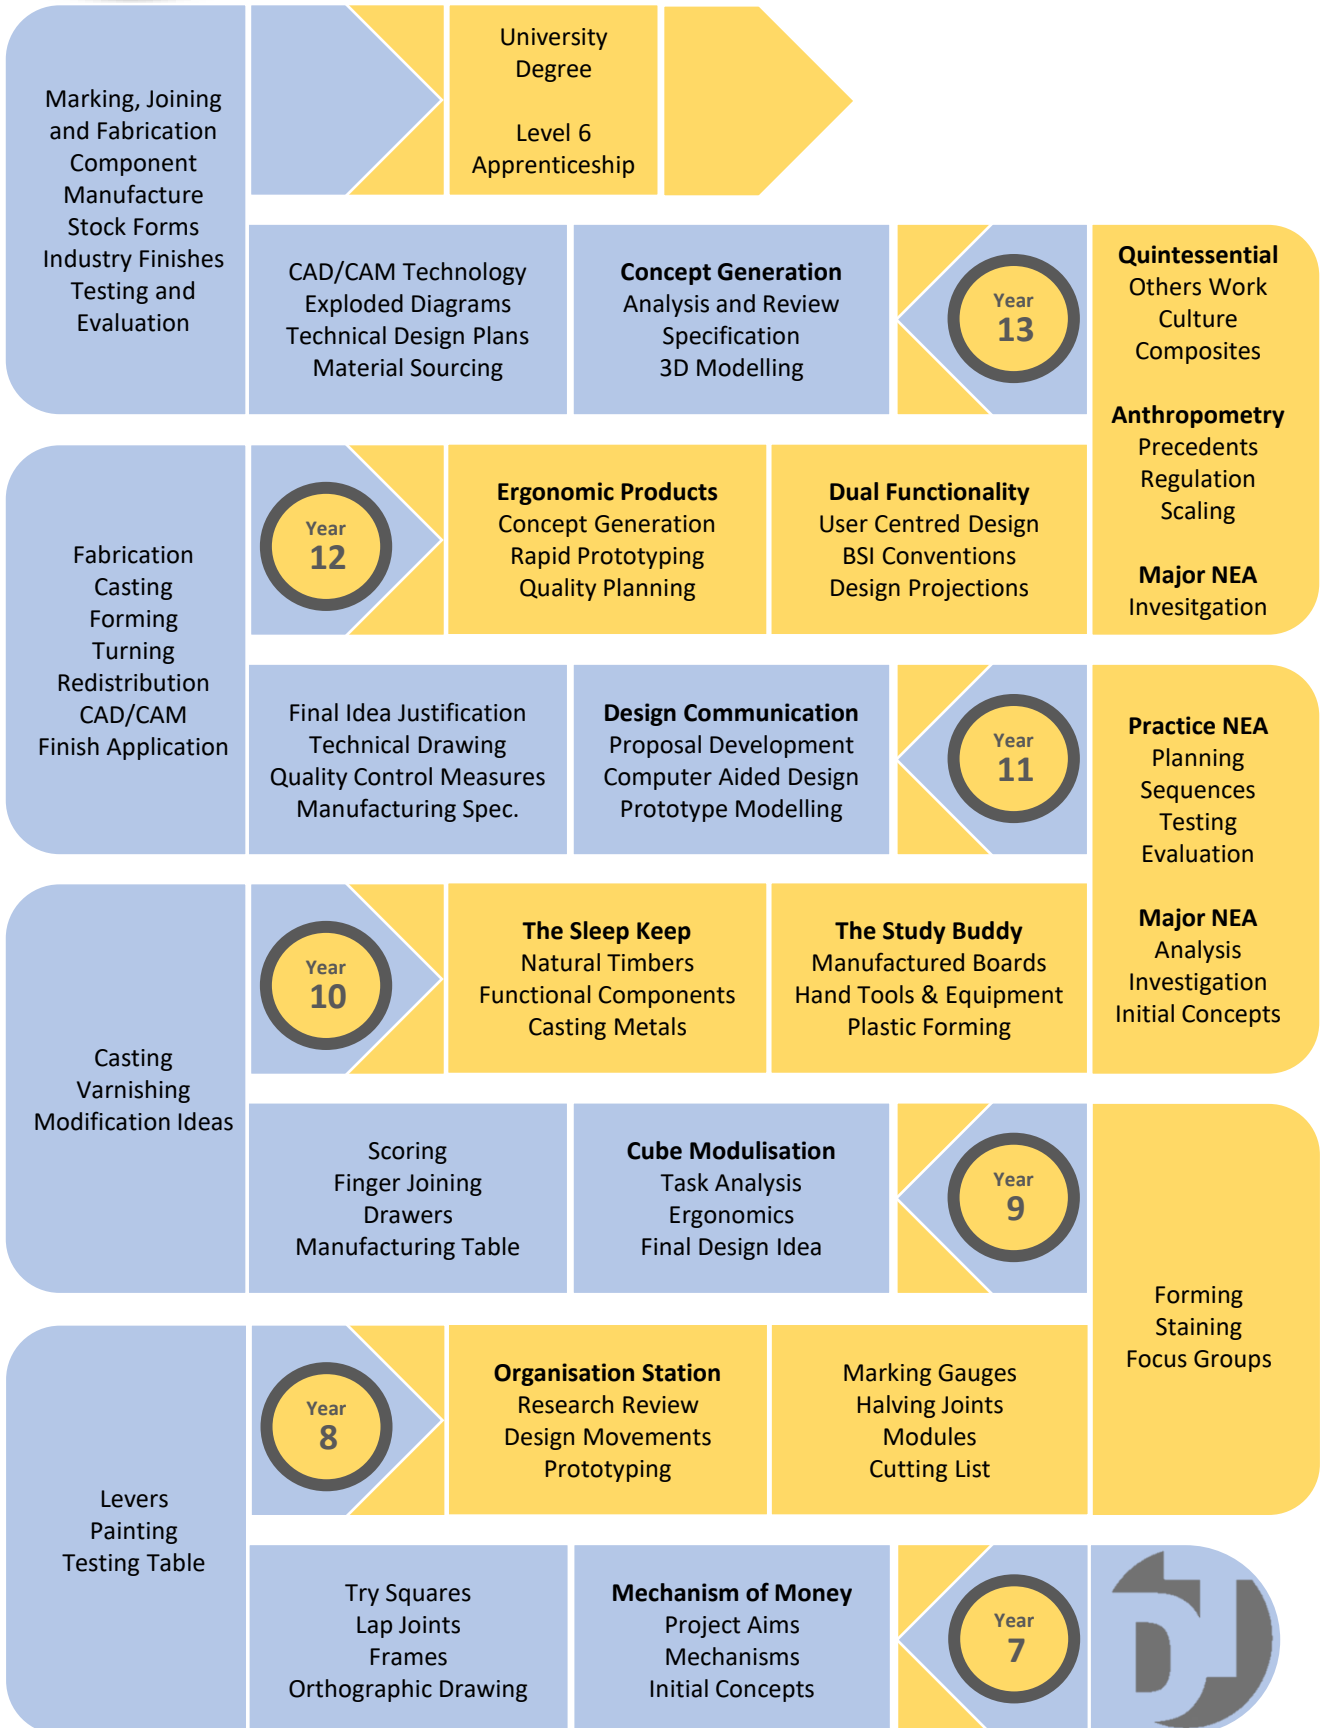 Marking, Joining
and Fabrication
Component
Manufacture
Stock Forms
Industry Finishes
Testing and
Evaluation
University
Degree
Level 6
Apprenticeship
CAD/CAM Technology
Exploded Diagrams
Technical Design Plans
Material Sourcing
Concept Generation
Analysis and Review
Specification
3D Modelling
Year
13
Quintessential
Others Work
Culture
Composites
Anthropometry
Precedents
Regulation
Scaling
Major NEA
Invesitgation
Fabrication
Casting
Forming
Turning
Redistribution
CAD/CAM
Finish Application
Year
12
Ergonomic Products
Concept Generation
Rapid Prototyping
Quality Planning
Dual Functionality
User Centred Design
BSI Conventions
Design Projections
Final Idea Justification
Technical Drawing
Quality Control Measures
Manufacturing Spec.
Design Communication
Proposal Development
Computer Aided Design
Prototype Modelling
Year
11
Practice NEA
Planning
Sequences
Testing
Evaluation
Major NEA
Analysis
Investigation
Initial Concepts
Casting
Varnishing
Modification Ideas
Year
10
The Sleep Keep
Natural Timbers
Functional Components
Casting Metals
The Study Buddy
Manufactured Boards
Hand Tools & Equipment
Plastic Forming
Scoring
Finger Joining
Drawers
Manufacturing Table
Cube Modulisation
Task Analysis
Ergonomics
Final Design Idea
Year
9
Forming
Staining
Focus Groups
Levers
Painting
Testing Table
Year
8
Organisation Station
Research Review
Design Movements
Prototyping
Marking Gauges
Halving Joints
Modules
Cutting List
Try Squares
Lap Joints
Frames
Orthographic Drawing
Mechanism of Money
Project Aims
Mechanisms
Initial Concepts
Year
7
DT